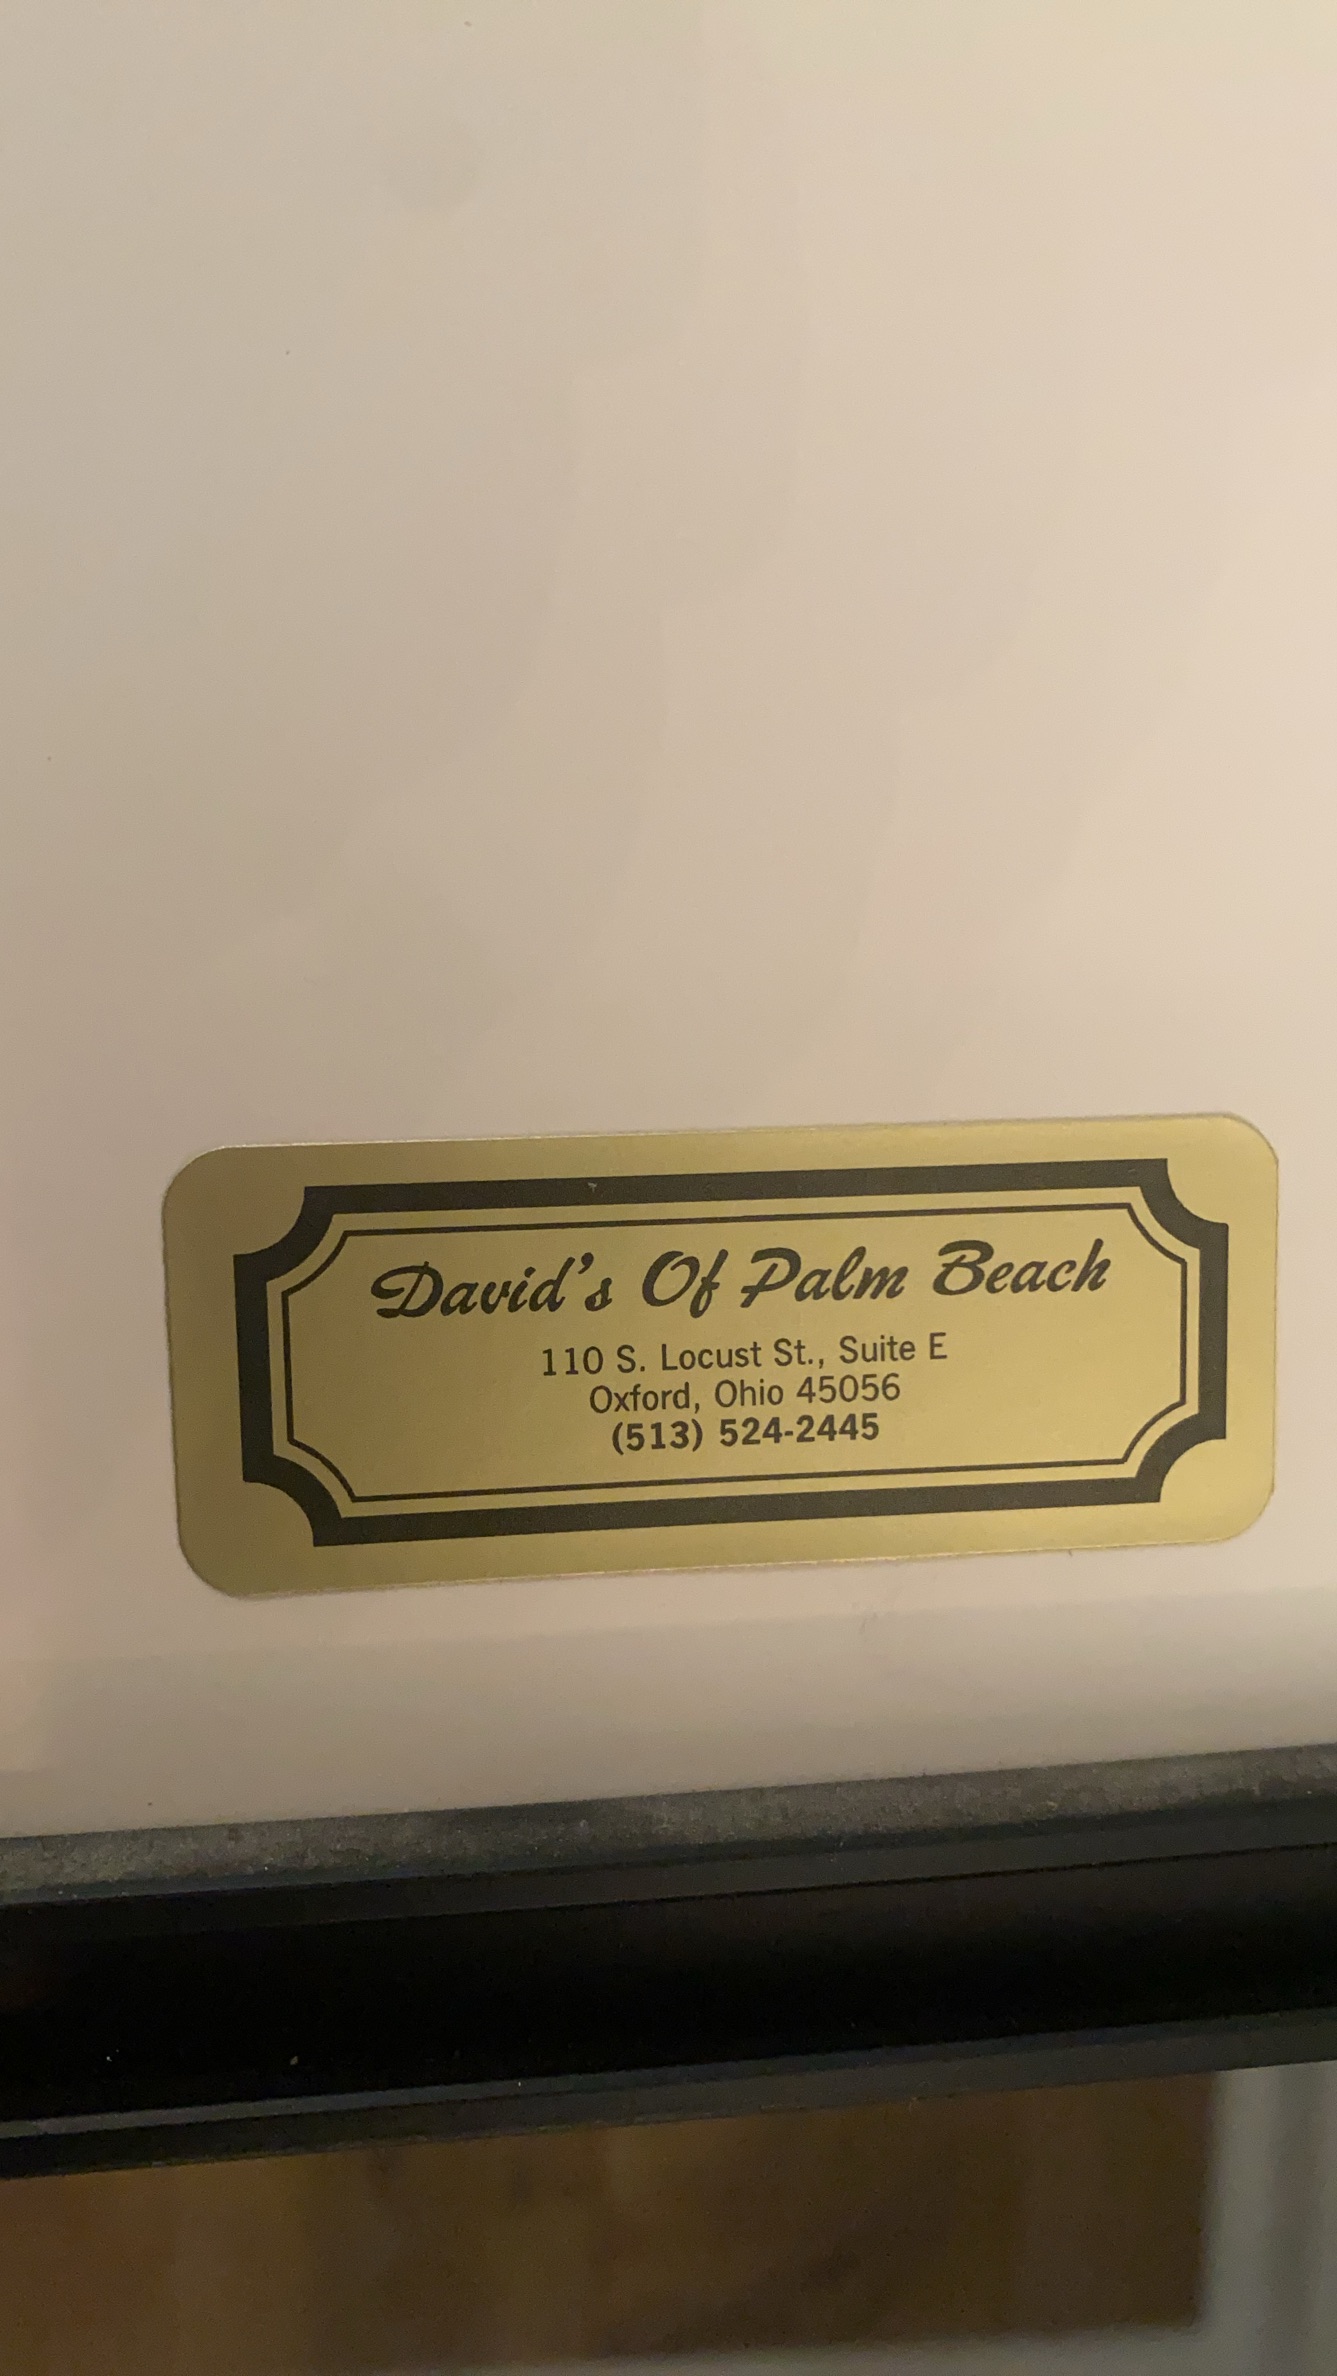 David's Of Palm Beach
110 S. Locust St., Suite E
Oxford, Ohio 45056
(513) 524-2445